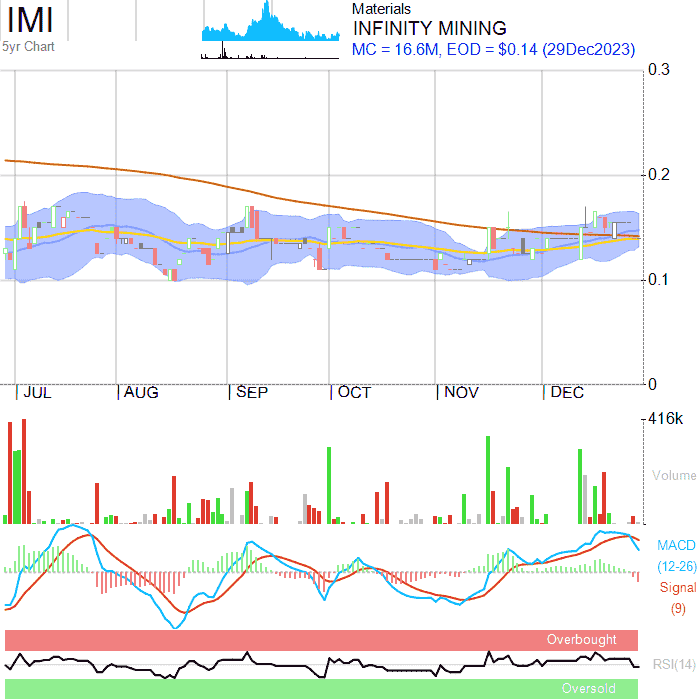 IMI
5yr Chart
Materials
INFINITY MINING
MC = 16.6M, EOD = $0.14 (29Dec2023)
0.3
0.2
0.1
0
JUL AUG SEP OCT NOV DEC
416k
Volume
MACD
(12-26)
Signal
(9)
Overbought
RSI(14)
Oversold